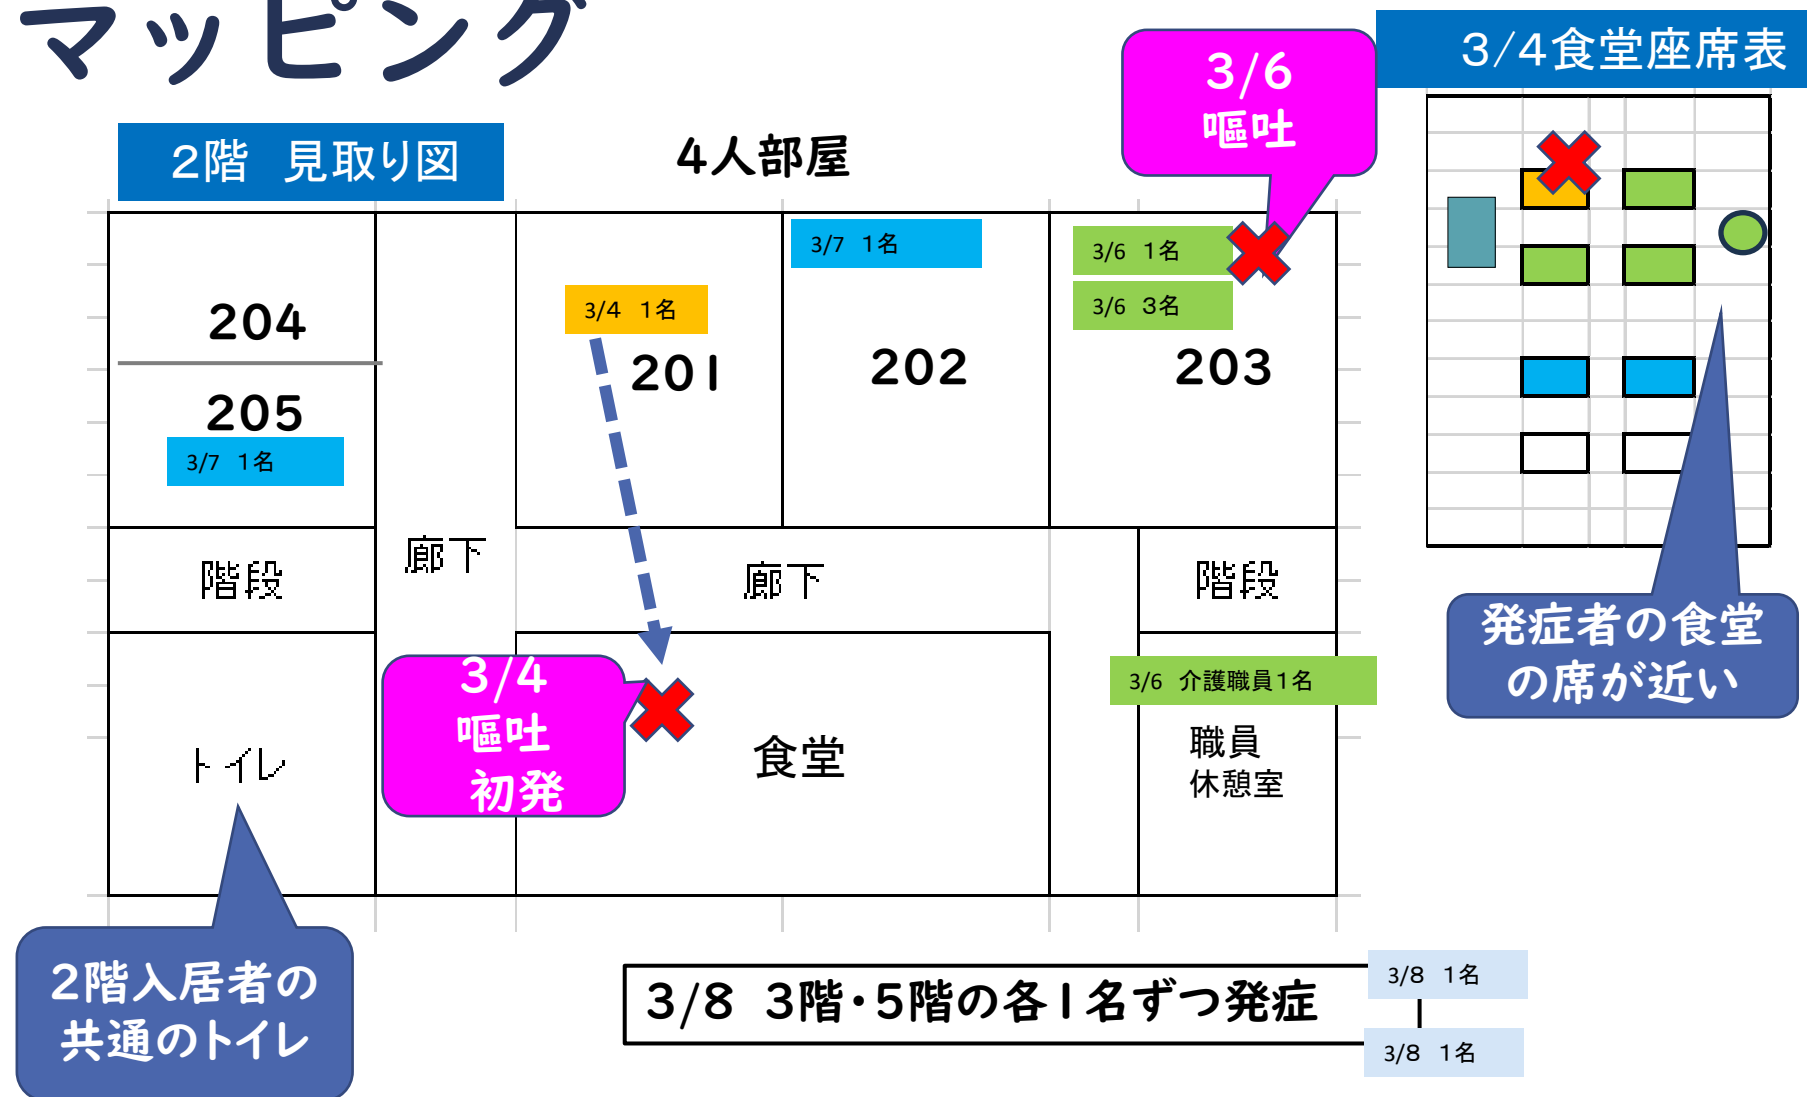 マッピング
3/4食堂座席表
3/6
嘔吐
2階　見取り図
4人部屋
3/7　1名
3/6　1名
3/6　3名
3/4　1名
204
205
3/7　1名
201
202
203
階段
廊下
廊下
階段
3/4
嘔吐
初発
トイレ
食堂
3/6　介護職員1名
職員
休憩室
発症者の食堂
の席が近い
2階入居者の
共通のトイレ
3/8　3階・5階の各1名ずつ発症
3/8　1名
3/8　1名